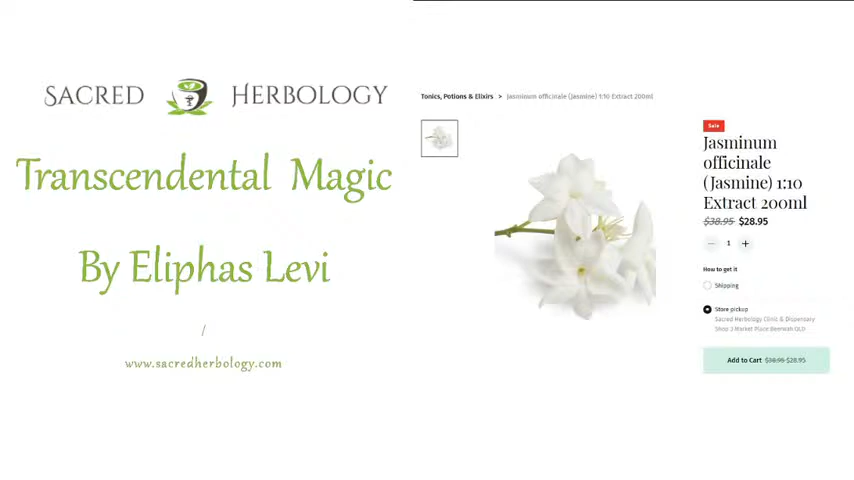 SACRED HERBOLOGY
Transcendental Magic
By Eliphas Levi
/
www.sacredherbology.com
Tonics, Potions & Elixirs > Jasminum officinale (Jasmine) 1:10 Extract 200ml
Sale
Jasminum
officinale
(Jasmine) 1:10
Extract 200ml
$38.95 $28.95
− 1 +
How to get it
Shipping
Store pickup
Sacred Herbology Clinic & Dispensary
Shop 3 Market Place Beerwah QLD
Add to Cart $38.95 $28.95